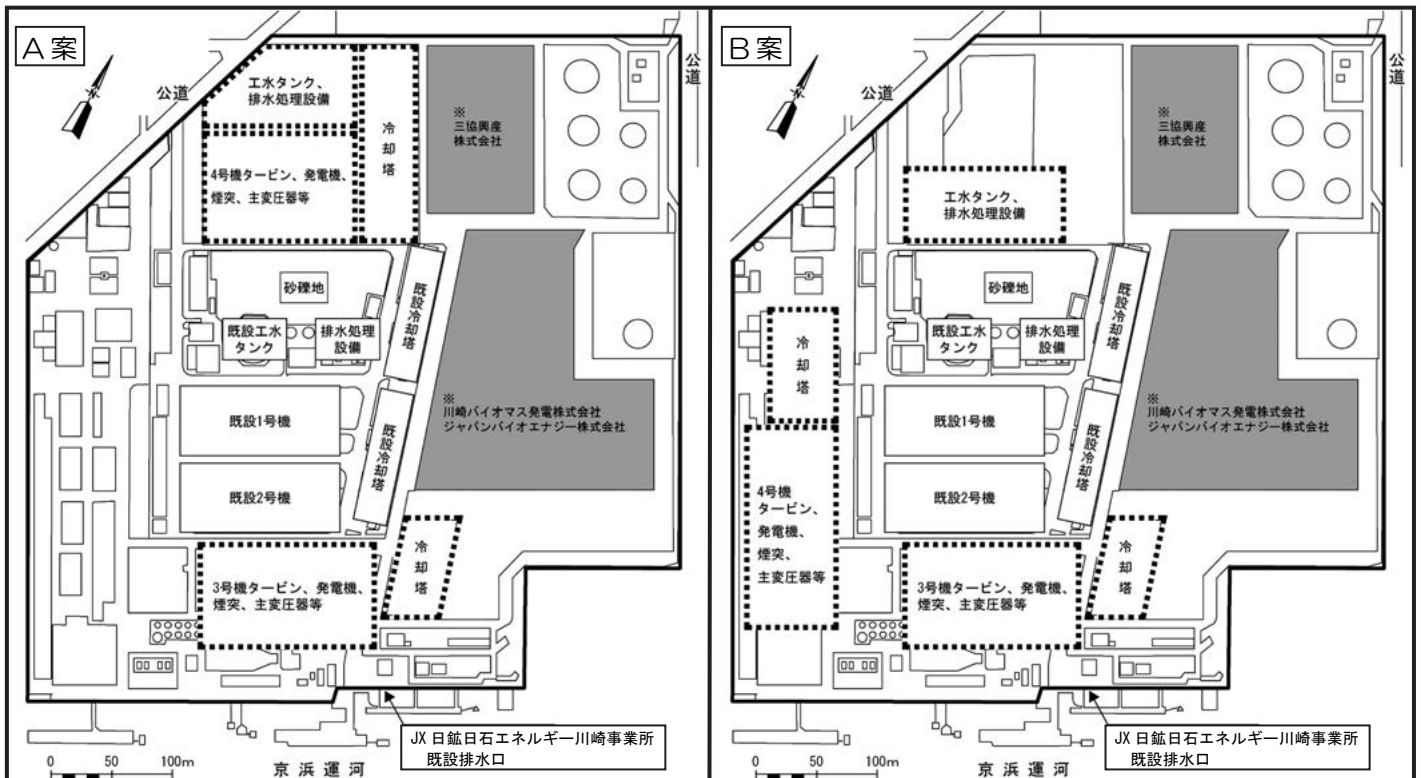 A案
公道
公道
工水タンク、
排水処理設備
冷却塔
※
三協興産
株式会社
4号機タービン、発電機、
煙突、主変圧器等
砂礫地
既設冷却塔
既設工水
タンク
排水処理
設備
※
川崎バイオマス発電株式会社
ジャパンバイオエナジー株式会社
既設1号機
既設冷却塔
既設2号機
冷却塔
3号機タービン、発電機、
煙突、主変圧器等
JX日鉱日石エネルギー川崎事業所
既設排水口
0 50 100m
京浜運河
B案
公道
公道
※
三協興産
株式会社
工水タンク、
排水処理設備
砂礫地
既設冷却塔
冷却塔
既設工水
タンク
排水処理
設備
※
川崎バイオマス発電株式会社
ジャパンバイオエナジー株式会社
既設1号機
既設冷却塔
4号機
タービン、
発電機、
煙突、
主変圧器等
既設2号機
冷却塔
3号機タービン、発電機、
煙突、主変圧器等
JX日鉱日石エネルギー川崎事業所
既設排水口
0 50 100m
京浜運河